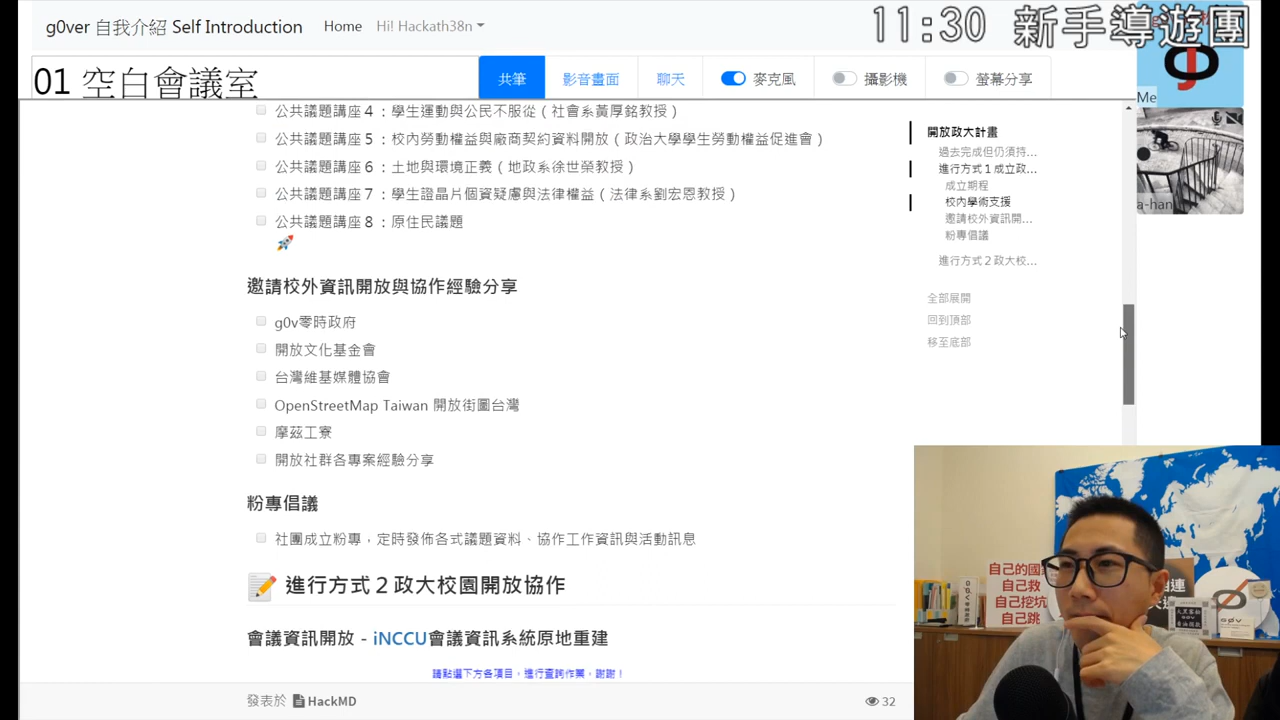 g0ver 自我介紹 Self Introduction
Home
Hi! Hackath38n
11:30 新手導遊團
01 空白會議室
共筆
影音畫面
聊天
麥克風
攝影機
螢幕分享
Me
a-han
公共議題講座4：學生運動與公民不服從（社會系黃厚銘教授）
公共議題講座5：校內勞動權益與廠商契約資料開放（政治大學學生勞動權益促進會）
公共議題講座6：土地與環境正義（地政系徐世榮教授）
公共議題講座7：學生證晶片個資疑慮與法律權益（法律系劉宏恩教授）
公共議題講座8：原住民議題
邀請校外資訊開放與協作經驗分享
g0v零時政府
開放文化基金會
台灣維基媒體協會
OpenStreetMap Taiwan 開放街圖台灣
摩茲工寮
開放社群各專案經驗分享
粉專倡議
社團成立粉專，定時發佈各式議題資料、協作工作資訊與活動訊息
進行方式2政大校園開放協作
會議資訊開放 - iNCCU會議資訊系統原地重建
請點選下方各項目，進行查詢作業，謝謝！
發表於 HackMD
32
開放政大計畫
過去完成但仍須持...
進行方式1成立政...
成立期程
校內學術支援
邀請校外資訊開...
粉專倡議
進行方式2政大校...
全部展開
回到頂部
移至底部
自己的國
自己救
自己挖坑
自己跳